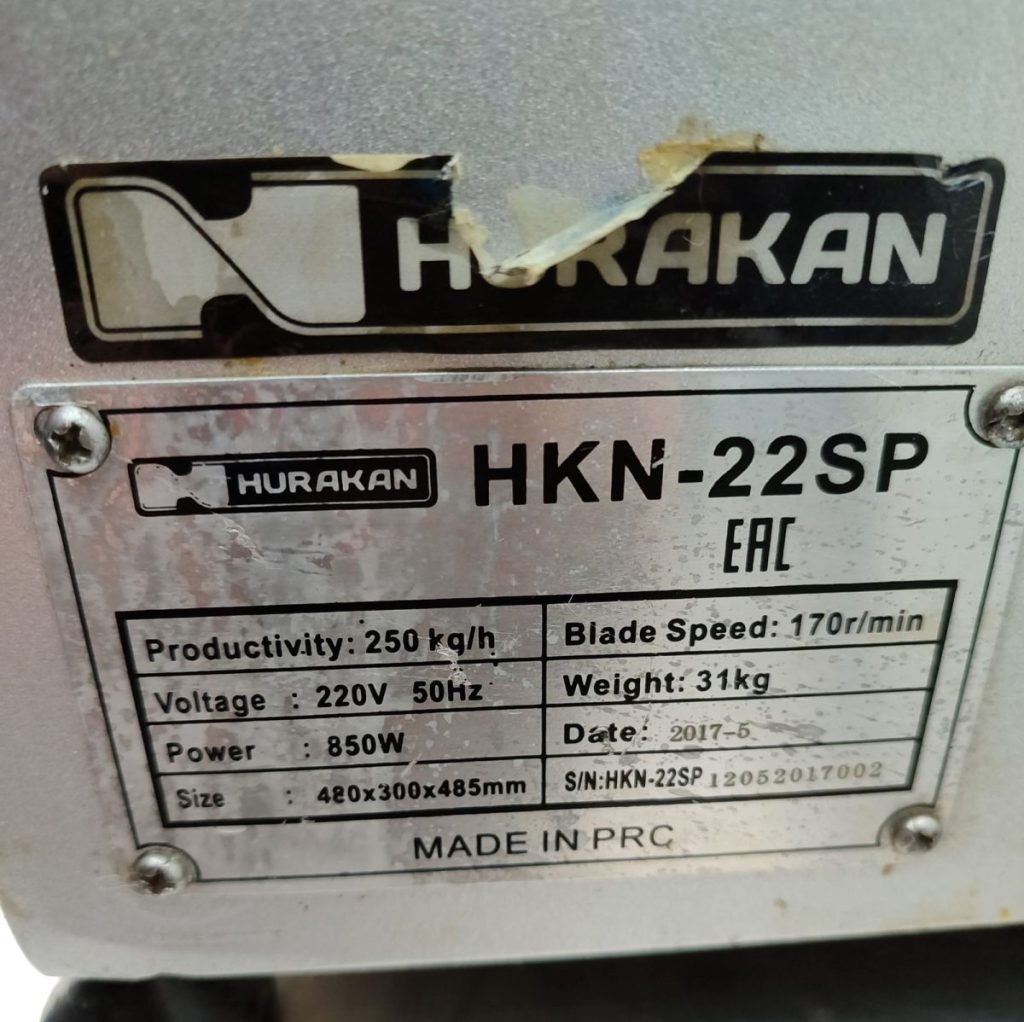 HURAKAN
HURAKAN HKN-22SP
EAC
Productivity: 250 kg/h Blade Speed: 170r/min
Voltage : 220V 50Hz Weight: 31kg
Power : 850W Date: 2017-5
Size : 480x300x485mm S/N:HKN-22SP 12052017002
MADE IN PRC